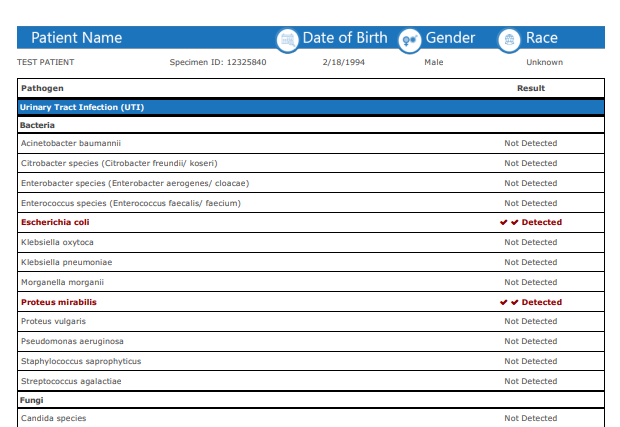 Patient Name Date of Birth Gender Race
TEST PATIENT Specimen ID: 12325840 2/18/1994 Male Unknown
Pathogen Result
Urinary Tract Infection (UTI)
Bacteria
Acinetobacter baumannii Not Detected
Citrobacter species (Citrobacter freundii/ koseri) Not Detected
Enterobacter species (Enterobacter aerogenes/ cloacae) Not Detected
Enterococcus species (Enterococcus faecalis/ faecium) Not Detected
Escherichia coli ✔ ✔ Detected
Klebsiella oxytoca Not Detected
Klebsiella pneumoniae Not Detected
Morganella morganii Not Detected
Proteus mirabilis ✔ ✔ Detected
Proteus vulgaris Not Detected
Pseudomonas aeruginosa Not Detected
Staphylococcus saprophyticus Not Detected
Streptococcus agalactiae Not Detected
Fungi
Candida species Not Detected